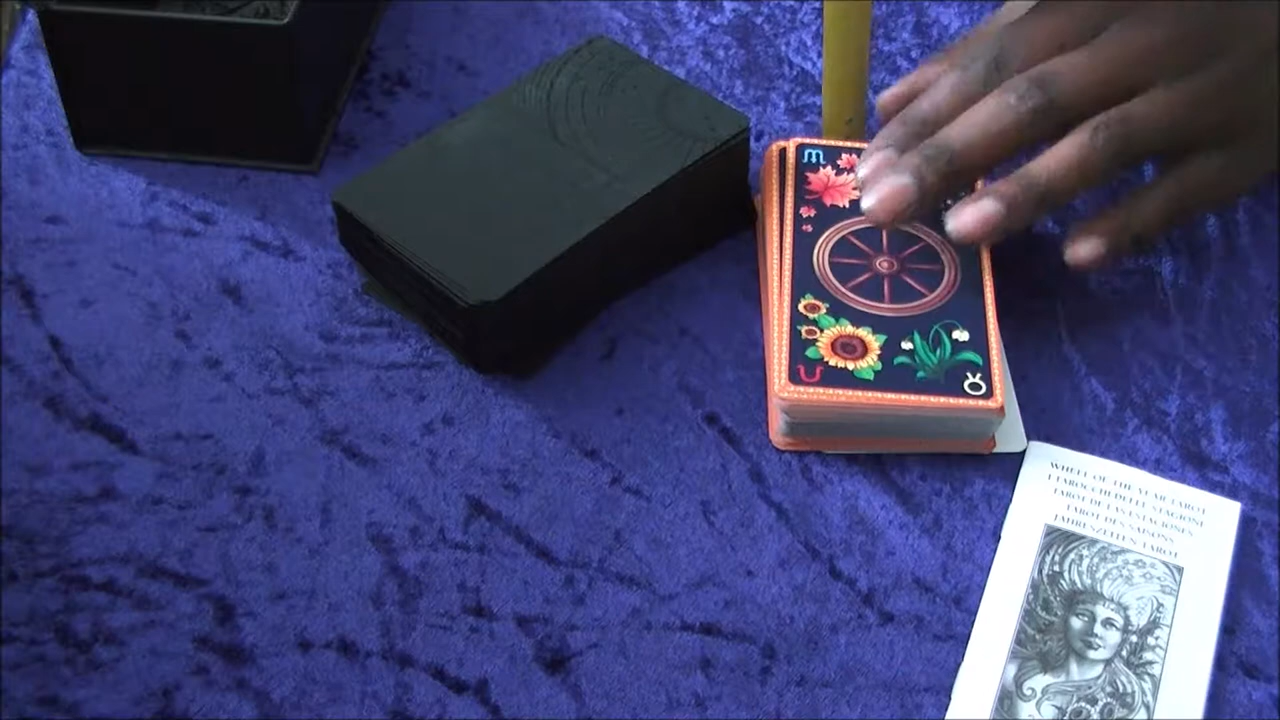 WHEEL OF THE YEAR TAROT
I TAROCCHI DELLE STAGIONI
TAROT DE LAS ESTACIONES
TAROT DES SAISONS
JAHRESZEITEN TAROT